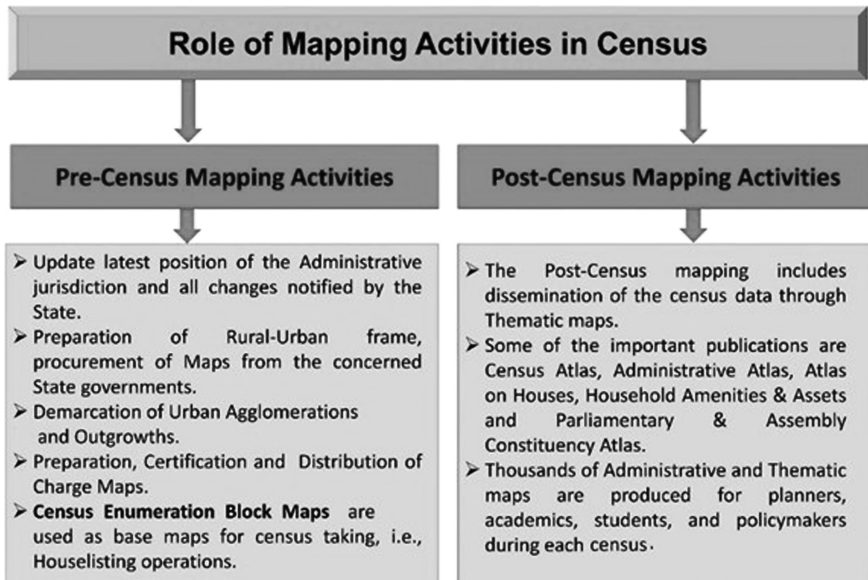 Role of Mapping Activities in Census
Pre-Census Mapping Activities
➢ Update latest position of the Administrative
jurisdiction and all changes notified by the
State.
➢ Preparation of Rural-Urban frame,
procurement of Maps from the concerned
State governments.
➢ Demarcation of Urban Agglomerations
and Outgrowths.
➢ Preparation, Certification and Distribution of
Charge Maps.
➢ Census Enumeration Block Maps are
used as base maps for census taking, i.e.,
Houselisting operations.
Post-Census Mapping Activities
➢ The Post-Census mapping includes
dissemination of the census data through
Thematic maps.
➢ Some of the important publications are
Census Atlas, Administrative Atlas, Atlas
on Houses, Household Amenities & Assets
and Parliamentary & Assembly
Constituency Atlas.
➢ Thousands of Administrative and Thematic
maps are produced for planners,
academics, students, and policymakers
during each census.